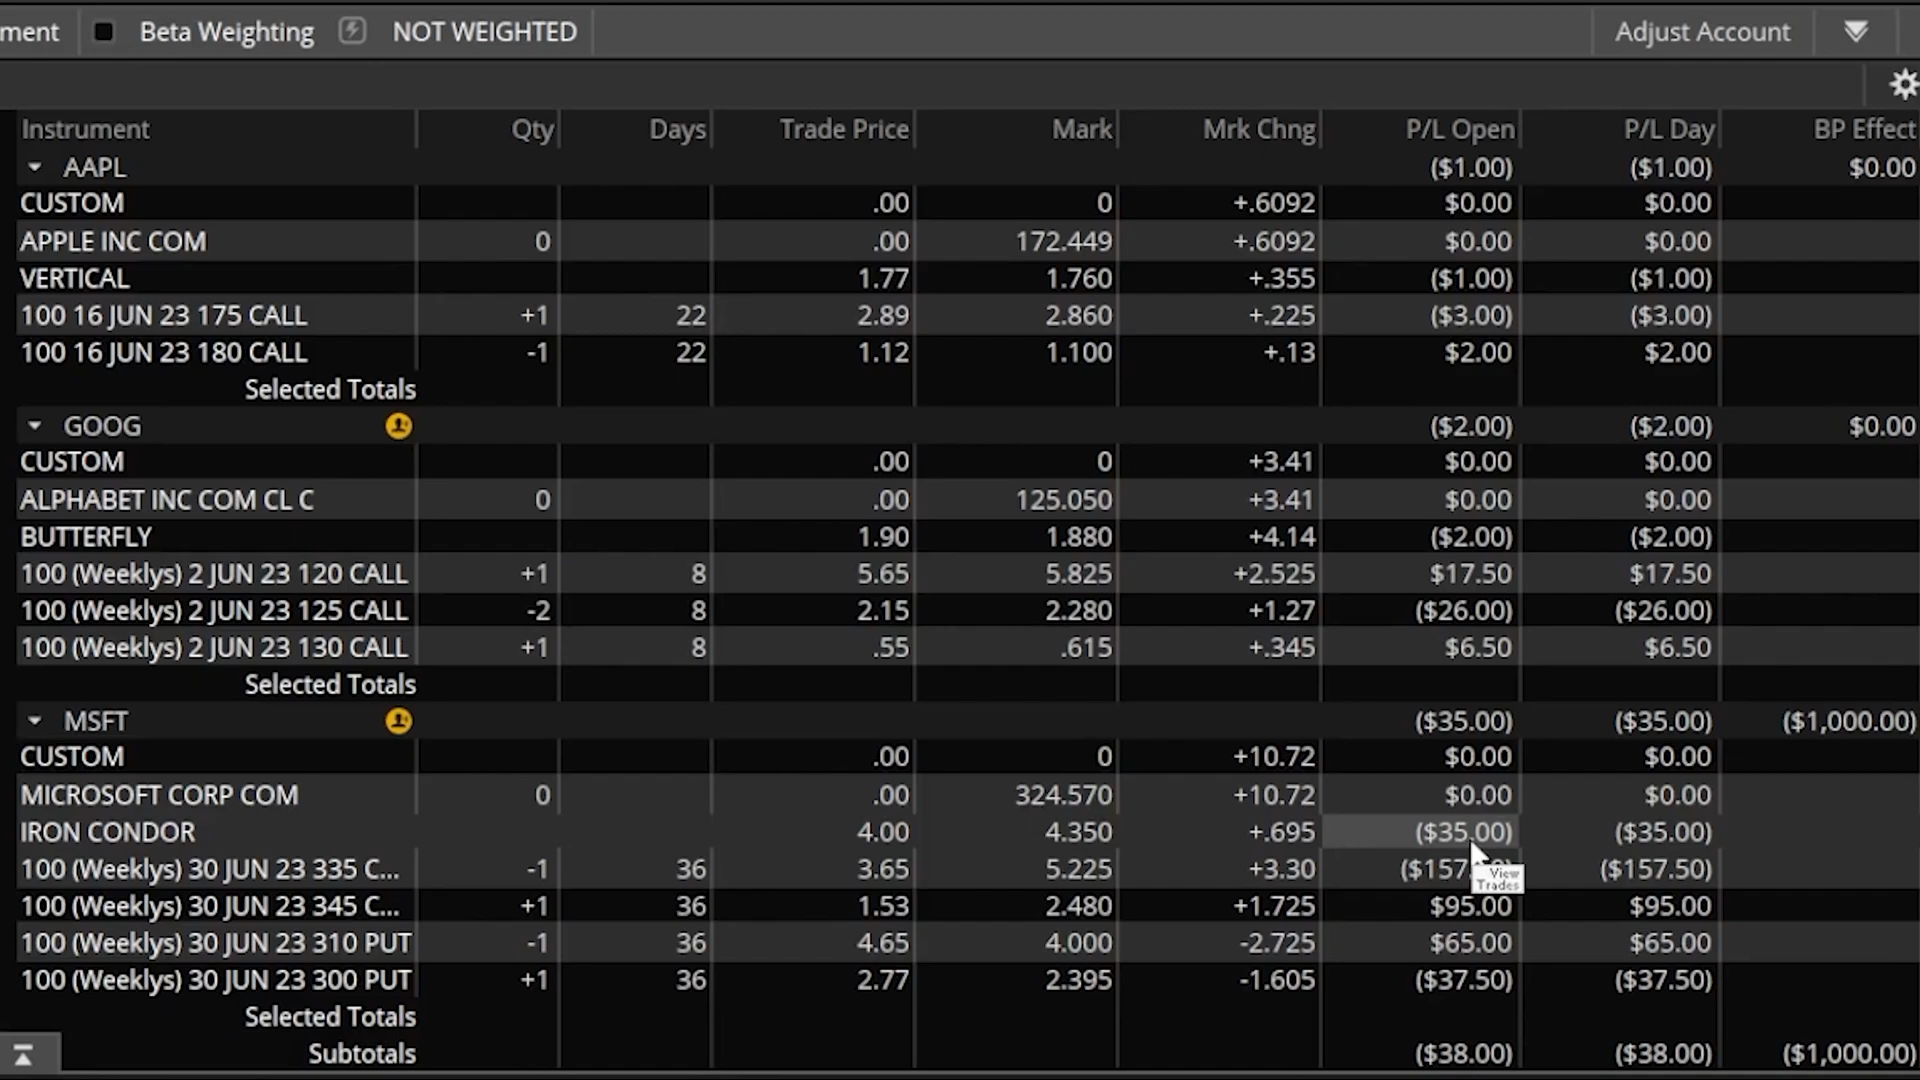 ment Beta Weighting NOT WEIGHTED Adjust Account
Instrument Qty Days Trade Price Mark Mrk Chng P/L Open P/L Day BP Effect
AAPL ($1.00) ($1.00) $0.00
CUSTOM .00 0 +.6092 $0.00 $0.00
APPLE INC COM 0 .00 172.449 +.6092 $0.00 $0.00
VERTICAL 1.77 1.760 +.355 ($1.00) ($1.00)
100 16 JUN 23 175 CALL +1 22 2.89 2.860 +.225 ($3.00) ($3.00)
100 16 JUN 23 180 CALL -1 22 1.12 1.100 +.13 $2.00 $2.00
Selected Totals
GOOG ($2.00) ($2.00) $0.00
CUSTOM .00 0 +3.41 $0.00 $0.00
ALPHABET INC COM CL C 0 .00 125.050 +3.41 $0.00 $0.00
BUTTERFLY 1.90 1.880 +4.14 ($2.00) ($2.00)
100 (Weeklys) 2 JUN 23 120 CALL +1 8 5.65 5.825 +2.525 $17.50 $17.50
100 (Weeklys) 2 JUN 23 125 CALL -2 8 2.15 2.280 +1.27 ($26.00) ($26.00)
100 (Weeklys) 2 JUN 23 130 CALL +1 8 .55 .615 +.345 $6.50 $6.50
Selected Totals
MSFT ($35.00) ($35.00) ($1,000.00)
CUSTOM .00 0 +10.72 $0.00 $0.00
MICROSOFT CORP COM 0 .00 324.570 +10.72 $0.00 $0.00
IRON CONDOR 4.00 4.350 +.695 ($35.00) ($35.00)
100 (Weeklys) 30 JUN 23 335 C... -1 36 3.65 5.225 +3.30 ($157. ($157.50)
View
Trades
100 (Weeklys) 30 JUN 23 345 C... +1 36 1.53 2.480 +1.725 $95.00 $95.00
100 (Weeklys) 30 JUN 23 310 PUT -1 36 4.65 4.000 -2.725 $65.00 $65.00
100 (Weeklys) 30 JUN 23 300 PUT +1 36 2.77 2.395 -1.605 ($37.50) ($37.50)
Selected Totals
Subtotals ($38.00) ($38.00) ($1,000.00)